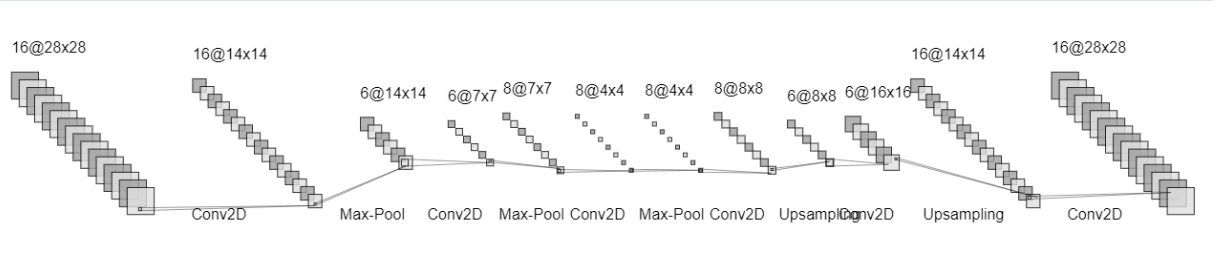 16@28x28
16@14x14
6@14x14
6@7x7
8@7x7
8@4x4
8@4x4
8@8x8
6@8x8
6@16x16
16@14x14
16@28x28
Conv2D
Max-Pool
Conv2D
Max-Pool
Conv2D
Max-Pool
Conv2D
Upsampling
Conv2D
Upsampling
Conv2D